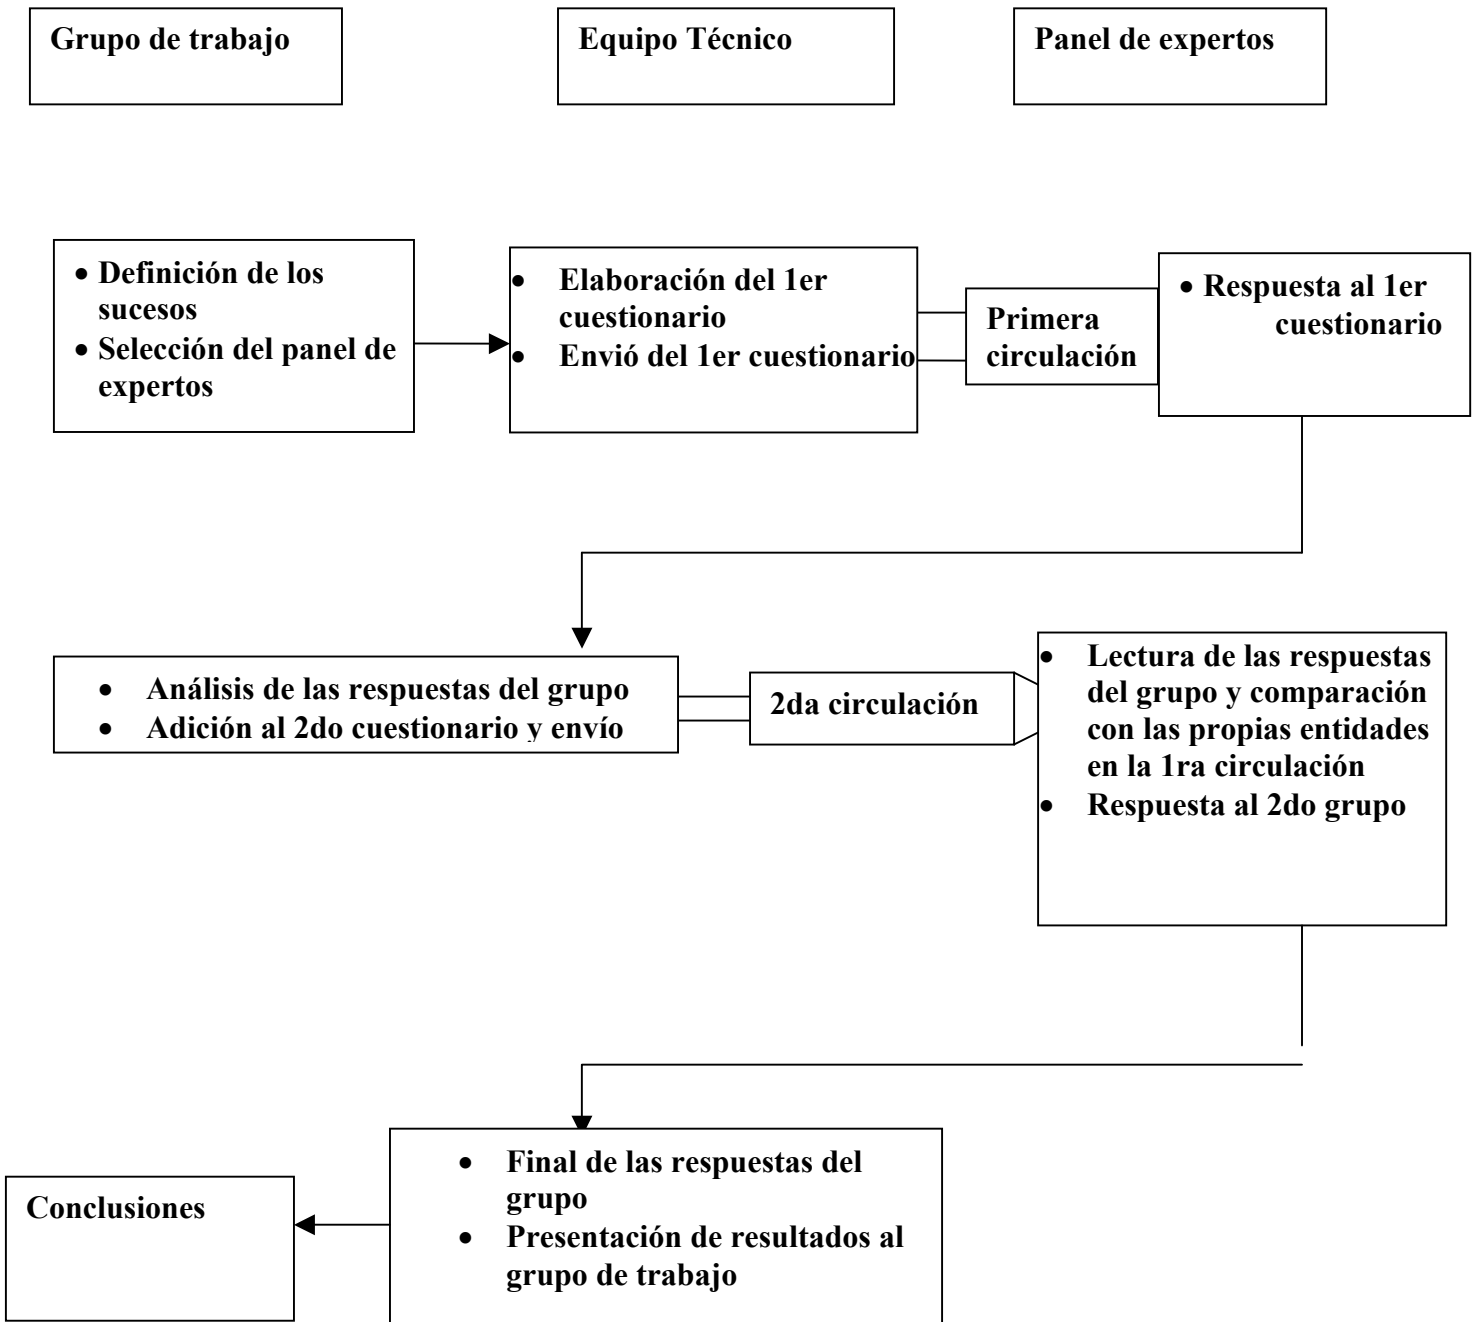 Grupo de trabajo
Equipo Técnico
Panel de expertos
• Definición de los
sucesos
• Selección del panel de
expertos
• Elaboración del 1er
cuestionario
• Envió del 1er cuestionario
Primera
circulación
• Respuesta al 1er
cuestionario
• Análisis de las respuestas del grupo
• Adición al 2do cuestionario y envío
2da circulación
• Lectura de las respuestas
del grupo y comparación
con las propias entidades
en la 1ra circulación
• Respuesta al 2do grupo
• Final de las respuestas del
grupo
• Presentación de resultados al
grupo de trabajo
Conclusiones